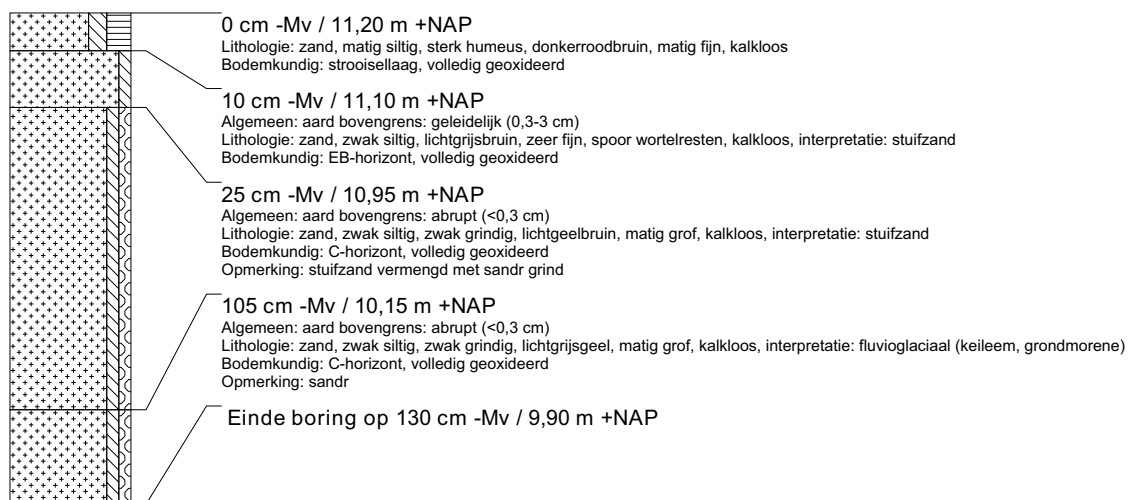 0 cm -Mv / 11,20 m +NAP
Lithologie: zand, matig siltig, sterk humeus, donkerroodbruin, matig fijn, kalkloos
Bodemkundig: strooisellaag, volledig geoxideerd
10 cm -Mv / 11,10 m +NAP
Algemeen: aard bovengrens: geleidelijk (0,3-3 cm)
Lithologie: zand, zwak siltig, lichtgrijsbruin, zeer fijn, spoor wortelresten, kalkloos, interpretatie: stuifzand
Bodemkundig: EB-horizont, volledig geoxideerd
25 cm -Mv / 10,95 m +NAP
Algemeen: aard bovengrens: abrupt (<0,3 cm)
Lithologie: zand, zwak siltig, zwak grindig, lichtgeelbruin, matig grof, kalkloos, interpretatie: stuifzand
Bodemkundig: C-horizont, volledig geoxideerd
Opmerking: stuifzand vermengd met sandr grind
105 cm -Mv / 10,15 m +NAP
Algemeen: aard bovengrens: abrupt (<0,3 cm)
Lithologie: zand, zwak siltig, zwak grindig, lichtgrijsgeel, matig grof, kalkloos, interpretatie: fluvioglaciaal (keileem, grondmorene)
Bodemkundig: C-horizont, volledig geoxideerd
Opmerking: sandr
Einde boring op 130 cm -Mv / 9,90 m +NAP